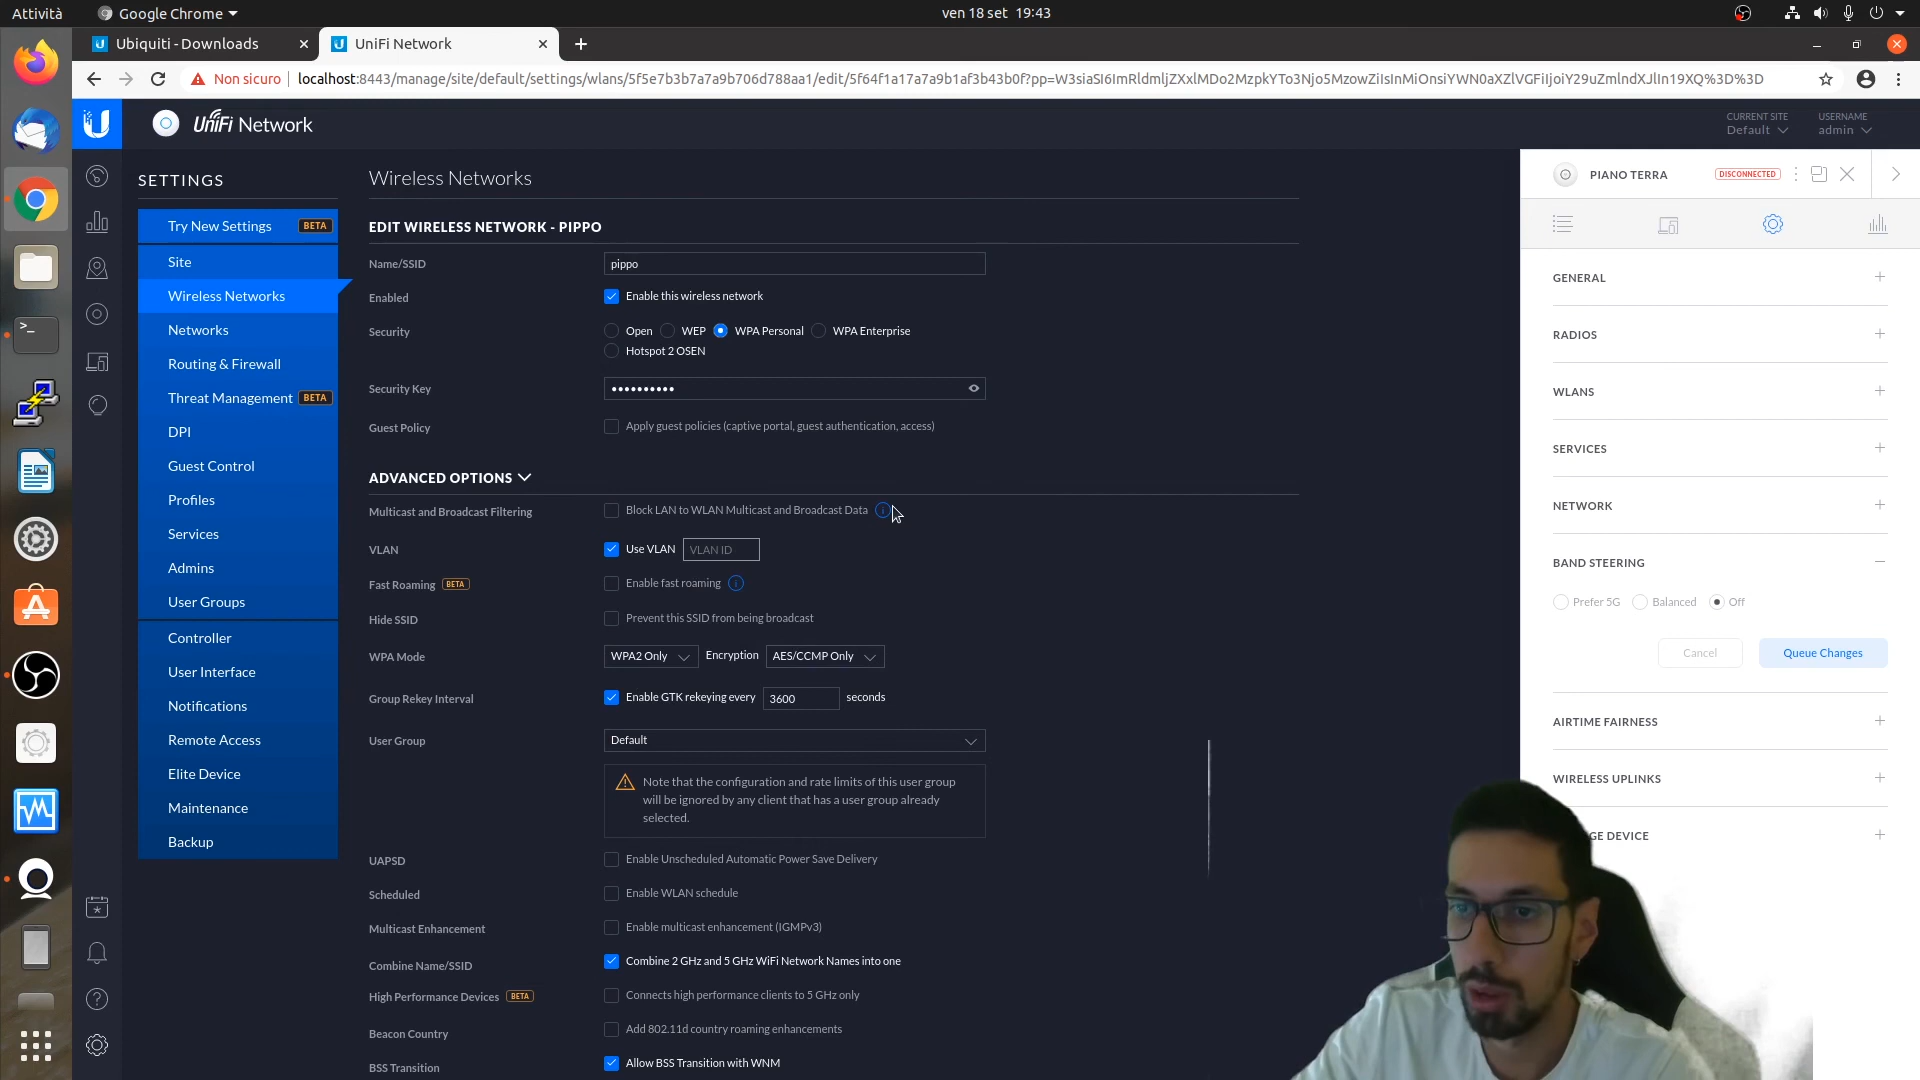 Attività
Google Chrome
ven 18 set 19:43
Ubiquiti - Downloads
UniFi Network
Non sicuro
localhost:8443/manage/site/default/settings/wlans/5f5e7b3b7a7a9b706d788aa1/edit/5f64f1a17a7a9b1af3b43b0f?pp=W3siaSI6ImRldmljZXxlMDo2MzpkYTo3Njo5MzowZiIsInMiOnsiYWN0aXZlVGFiIjoiY29uZmlndXJlIn19XQ%3D%3D
UniFi Network
CURRENT SITE
Default
USERNAME
admin
SETTINGS
Try New Settings BETA
Site
Wireless Networks
Networks
Routing & Firewall
Threat Management BETA
DPI
Guest Control
Profiles
Services
Admins
User Groups
Controller
User Interface
Notifications
Remote Access
Elite Device
Maintenance
Backup
Wireless Networks
EDIT WIRELESS NETWORK - PIPPO
Name/SSID pippo
Enabled Enable this wireless network
Security Open WEP WPA Personal WPA Enterprise
Hotspot 2 OSEN
Security Key ••••••••••
Guest Policy Apply guest policies (captive portal, guest authentication, access)
ADVANCED OPTIONS
Multicast and Broadcast Filtering Block LAN to WLAN Multicast and Broadcast Data
VLAN Use VLAN VLAN ID
Fast Roaming BETA Enable fast roaming
Hide SSID Prevent this SSID from being broadcast
WPA Mode WPA2 Only Encryption AES/CCMP Only
Group Rekey Interval Enable GTK rekeying every 3600 seconds
User Group Default
Note that the configuration and rate limits of this user group
will be ignored by any client that has a user group already
selected.
UAPSD Enable Unscheduled Automatic Power Save Delivery
Scheduled Enable WLAN schedule
Multicast Enhancement Enable multicast enhancement (IGMPv3)
Combine Name/SSID Combine 2 GHz and 5 GHz WiFi Network Names into one
High Performance Devices BETA Connects high performance clients to 5 GHz only
Beacon Country Add 802.11d country roaming enhancements
BSS Transition Allow BSS Transition with WNM
PIANO TERRA DISCONNECTED
GENERAL
RADIOS
WLANS
SERVICES
NETWORK
BAND STEERING
Prefer 5G Balanced Off
Cancel Queue Changes
AIRTIME FAIRNESS
WIRELESS UPLINKS
DEVICE